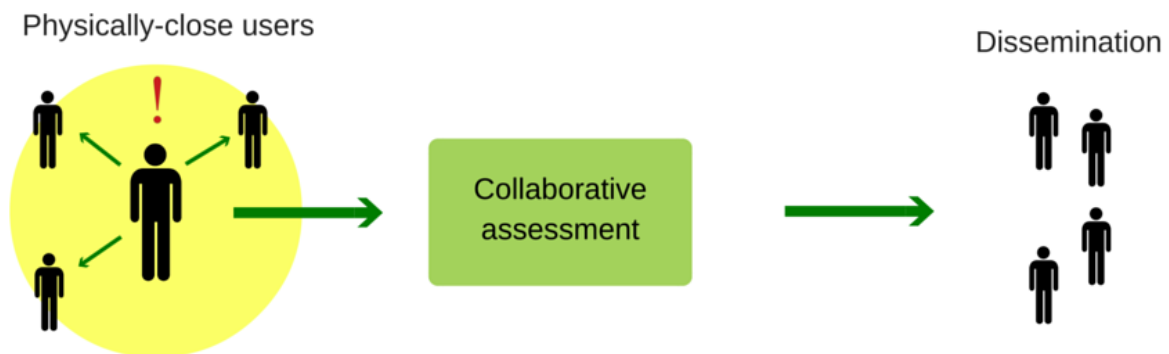 Physically-close users
!
Collaborative
assessment
Dissemination